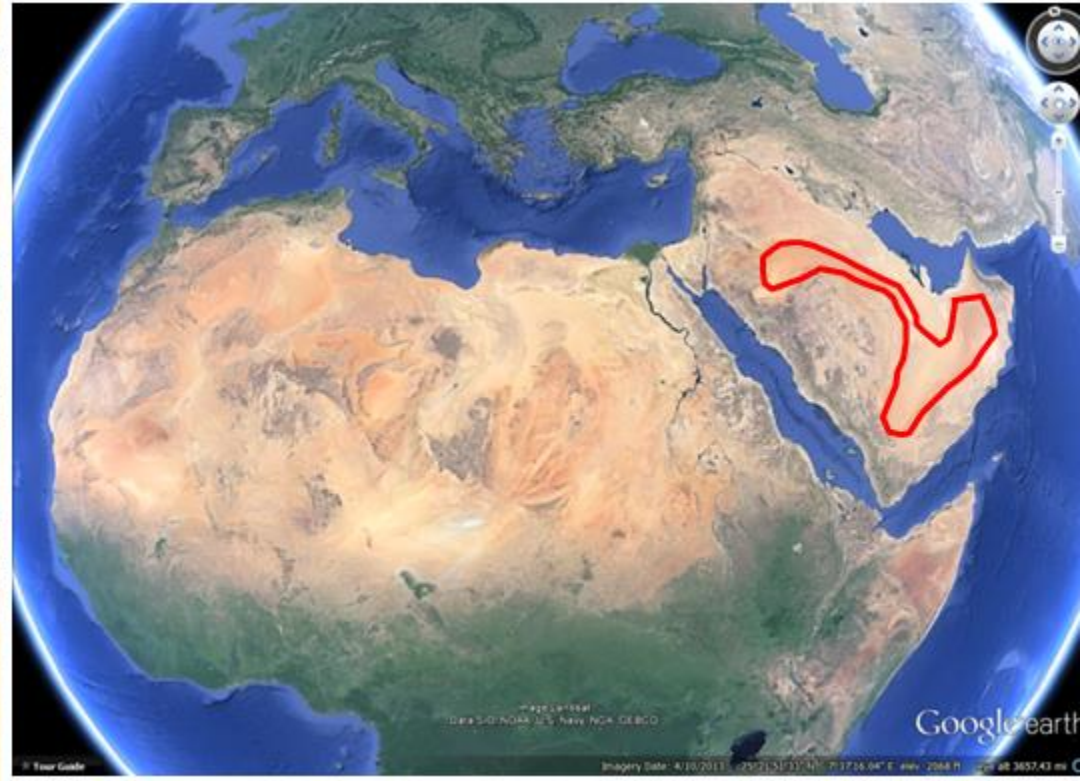 Image Landsat
Data SIO, NOAA, U.S. Navy, NGA, GEBCO
Google earth
Tour Guide
Imagery Date: 4/10/2013